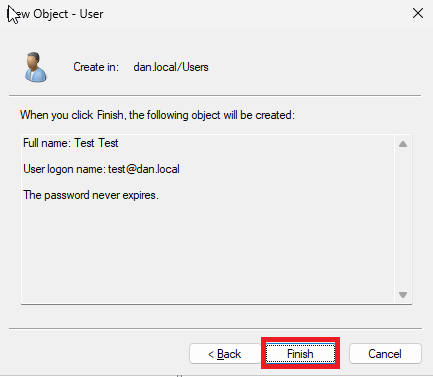 New Object - User
Create in: dan.local/Users
When you click Finish, the following object will be created:
Full name: Test Test
User logon name: test@dan.local
The password never expires.
< Back Finish Cancel